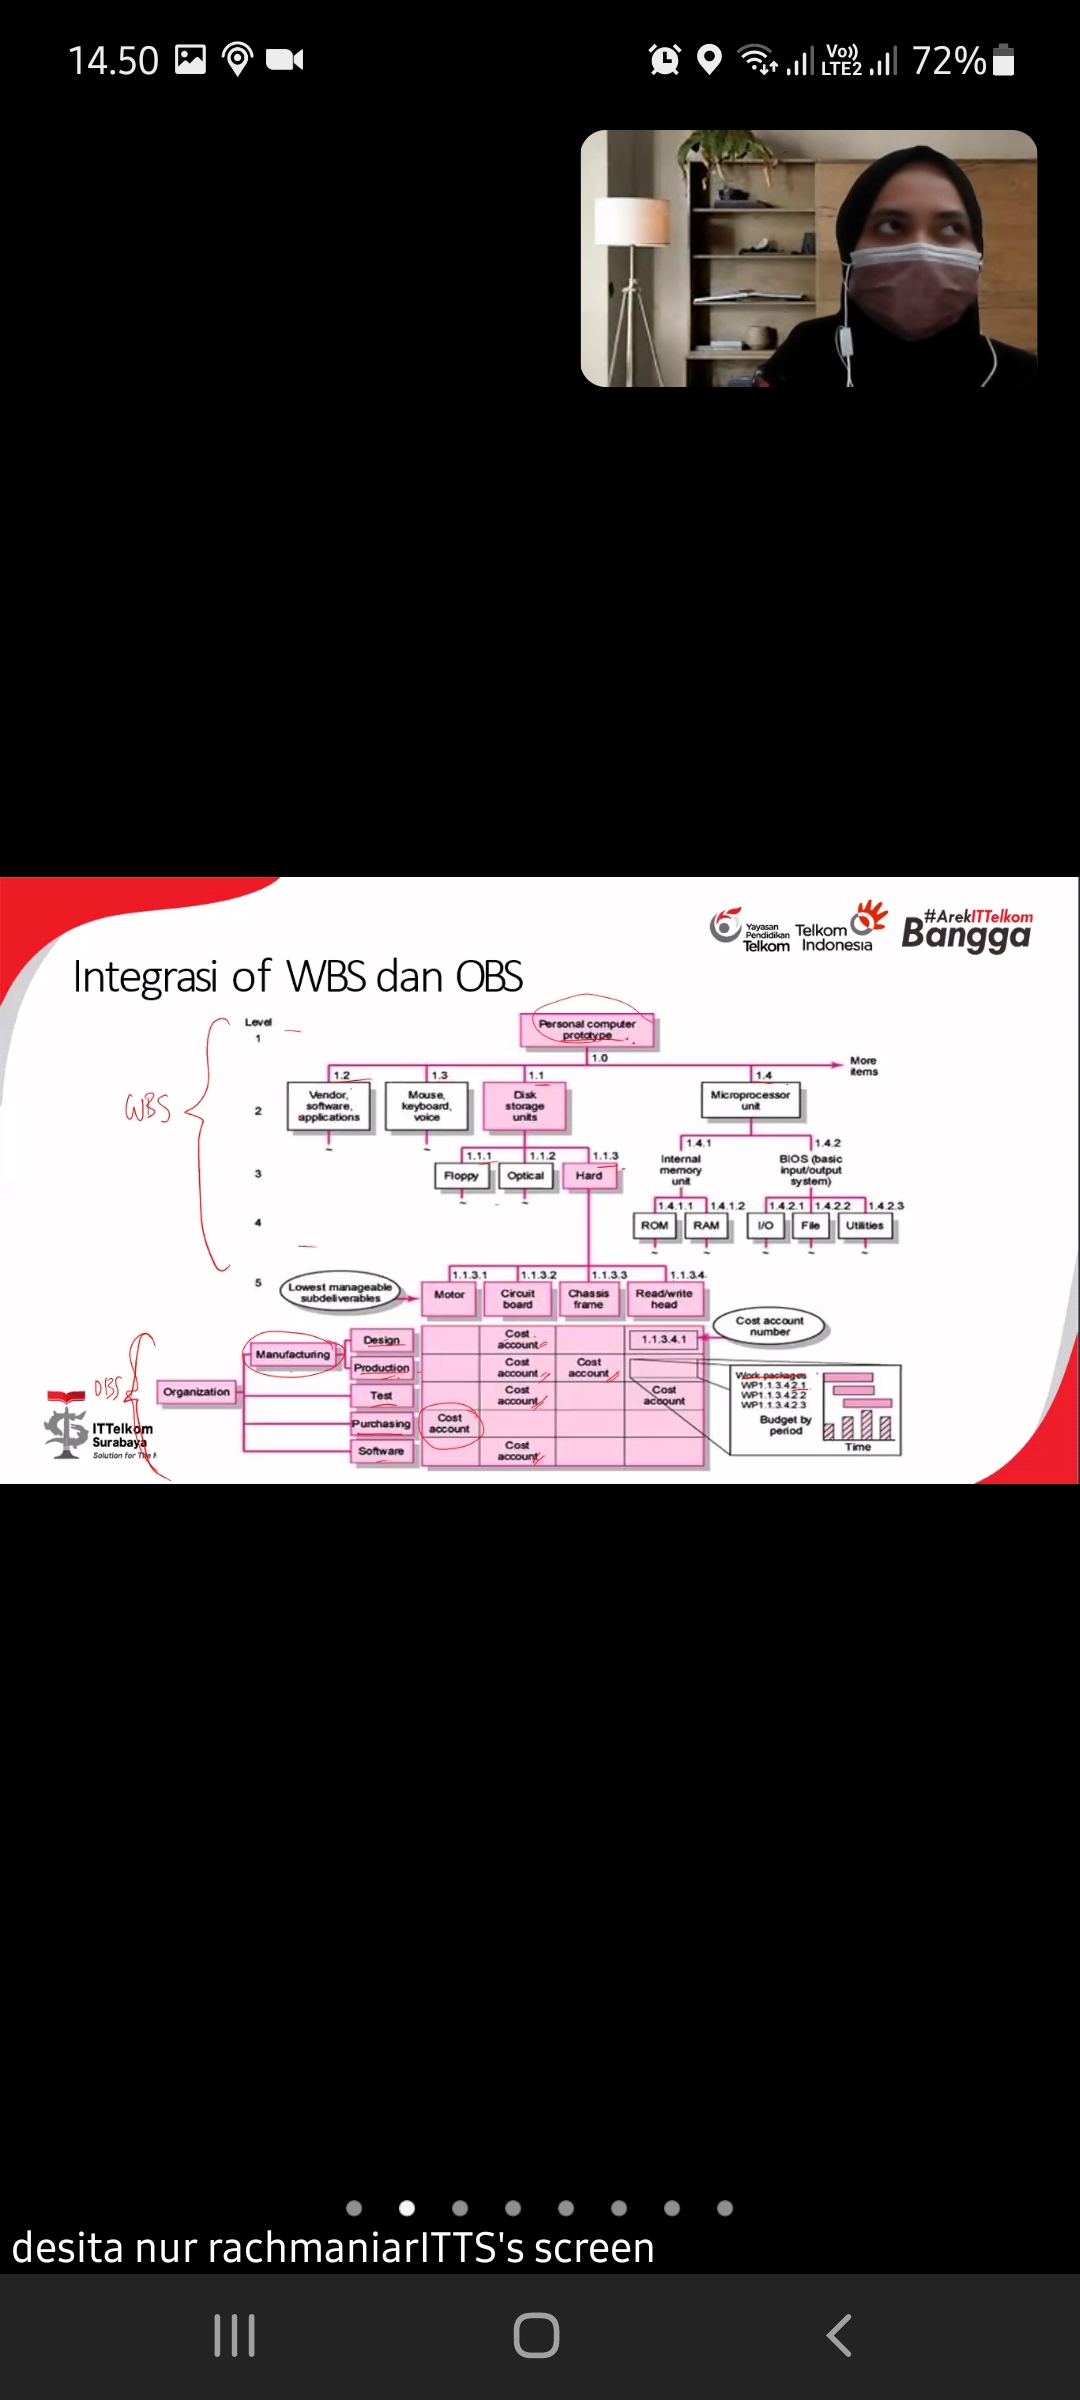 14.50
Vo))
LTE2
72%
Yayasan
Pendidikan
Telkom
Telkom
Indonesia
#ArekITTelkom
Bangga
Integrasi of WBS dan OBS
Level
1
Personal computer
prototype
1.0
More
items
1.2
1.3
1.1
1.4
WBS
2
Vendor,
software,
applications
Mouse,
keyboard,
voice
Disk
storage
units
Microprocessor
unit
1.4.1
1.4.2
1.1.1
1.1.2
1.1.3
3
Floppy
Optical
Hard
Internal
memory
unit
BIOS (basic
input/output
system)
1.4.1.1
1.4.1.2
1.4.2.1
1.4.2.2
1.4.2.3
4
ROM
RAM
I/O
File
Utilities
1.1.3.1
1.1.3.2
1.1.3.3
1.1.3.4
5
Lowest manageable
subdeliverables
Motor
Circuit
board
Chassis
frame
Read/write
head
Cost account
number
OBS
Organization
Manufacturing
Design
Cost
account
1.1.3.4.1
Production
Cost
account
Cost
account
Test
Cost
account
Cost
account
Purchasing
Cost
account
Software
Cost
account
Work packages
WP1.1.3.4.2.1
WP1.1.3.4.2.2
WP1.1.3.4.2.3
Budget by
period
Time
ITTelkom
Surabaya
Solution for The N
desita nur rachmaniarITTS's screen